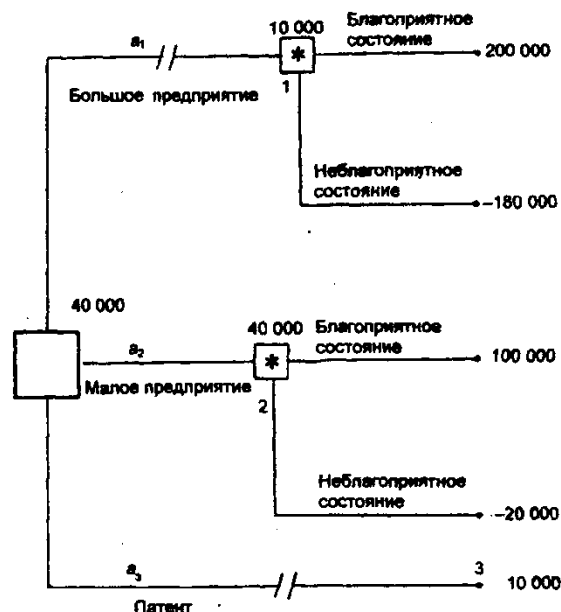 a₁
10 000
*
1
Благоприятное
состояние
200 000
Большое предприятие
Неблагоприятное
состояние
–180 000
40 000
a₂
40 000
*
2
Благоприятное
состояние
100 000
Малое предприятие
Неблагоприятное
состояние
–20 000
a₃
3
10 000
Патент